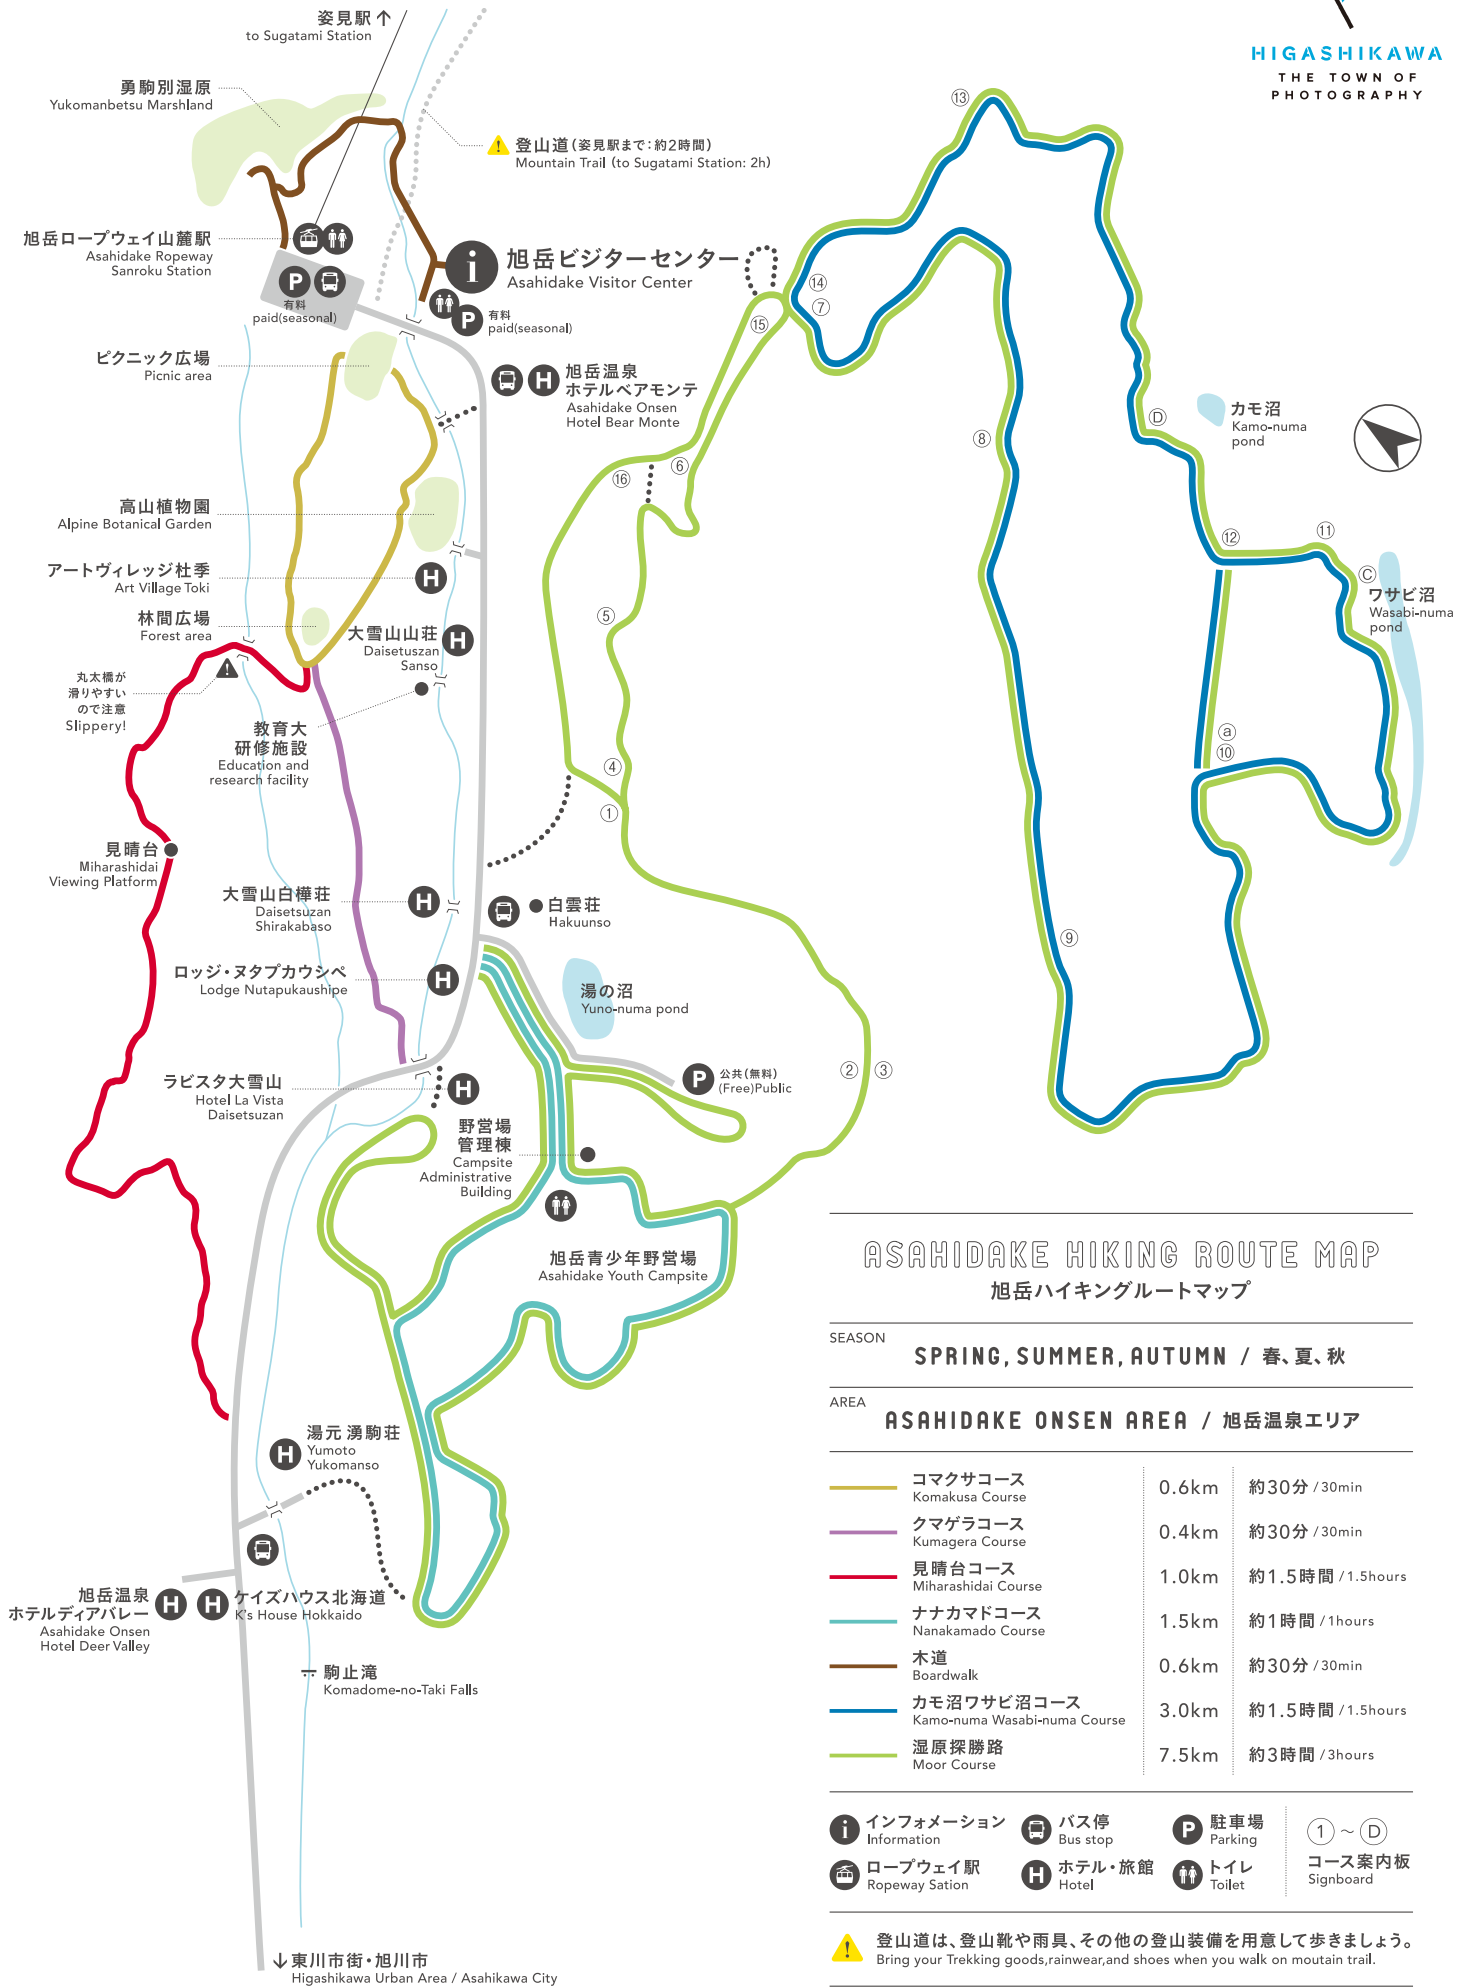 姿見駅↑
to Sugatami Station
HIGASHIKAWA
THE TOWN OF
PHOTOGRAPHY
勇駒別湿原
Yukomanbetsu Marshland
登山道(姿見駅まで:約2時間)
Mountain Trail (to Sugatami Station: 2h)
旭岳ロープウェイ山麓駅
Asahidake Ropeway
Sanroku Station
P
有料
paid(seasonal)
i
旭岳ビジターセンター
Asahidake Visitor Center
P
有料
paid(seasonal)
ピクニック広場
Picnic area
H
旭岳温泉
ホテルベアモンテ
Asahidake Onsen
Hotel Bear Monte
高山植物園
Alpine Botanical Garden
アートヴィレッジ杜季
Art Village Toki
H
林間広場
Forest area
大雪山山荘
Daisetuszan
Sanso
H
丸太橋が
滑りやすい
ので注意
Slippery!
教育大
研修施設
Education and
research facility
見晴台
Miharashidai
Viewing Platform
大雪山白樺荘
Daisetsuzan
Shirakabaso
H
白雲荘
Hakuunso
ロッジ・ヌタプカウシペ
Lodge Nutapukaushipe
H
湯の沼
Yuno-numa pond
ラビスタ大雪山
Hotel La Vista
Daisetsuzan
H
P
公共(無料)
(Free)Public
野営場
管理棟
Campsite
Administrative
Building
旭岳青少年野営場
Asahidake Youth Campsite
H
湯元 湧駒荘
Yumoto
Yukomanso
旭岳温泉
ホテルディアバレー
Asahidake Onsen
Hotel Deer Valley
H
H
ケイズハウス北海道
K's House Hokkaido
駒止滝
Komadome-no-Taki Falls
↓東川市街・旭川市
Higashikawa Urban Area / Asahikawa City
⑬
⑭
⑦
⑮
⑧
⑥
⑯
⑤
④
①
②
③
⑨
Ⓓ
カモ沼
Kamo-numa
pond
⑫
⑪
Ⓒ
ワサビ沼
Wasabi-numa
pond
ⓐ
⑩
ASAHIDAKE HIKING ROUTE MAP
旭岳ハイキングルートマップ
SEASON
SPRING, SUMMER, AUTUMN / 春、夏、秋
AREA
ASAHIDAKE ONSEN AREA / 旭岳温泉エリア
コマクサコース 0.6km 約30分 / 30min
Komakusa Course
クマゲラコース 0.4km 約30分 / 30min
Kumagera Course
見晴台コース 1.0km 約1.5時間 / 1.5hours
Miharashidai Course
ナナカマドコース 1.5km 約1時間 / 1hours
Nanakamado Course
木道 0.6km 約30分 / 30min
Boardwalk
カモ沼ワサビ沼コース 3.0km 約1.5時間 / 1.5hours
Kamo-numa Wasabi-numa Course
湿原探勝路 7.5km 約3時間 / 3hours
Moor Course
i インフォメーション
Information
バス停
Bus stop
P 駐車場
Parking
ロープウェイ駅
Ropeway Sation
H ホテル・旅館
Hotel
トイレ
Toilet
① ~ Ⓓ
コース案内板
Signboard
登山道は、登山靴や雨具、その他の登山装備を用意して歩きましょう。
Bring your Trekking goods,rainwear,and shoes when you walk on moutain trail.